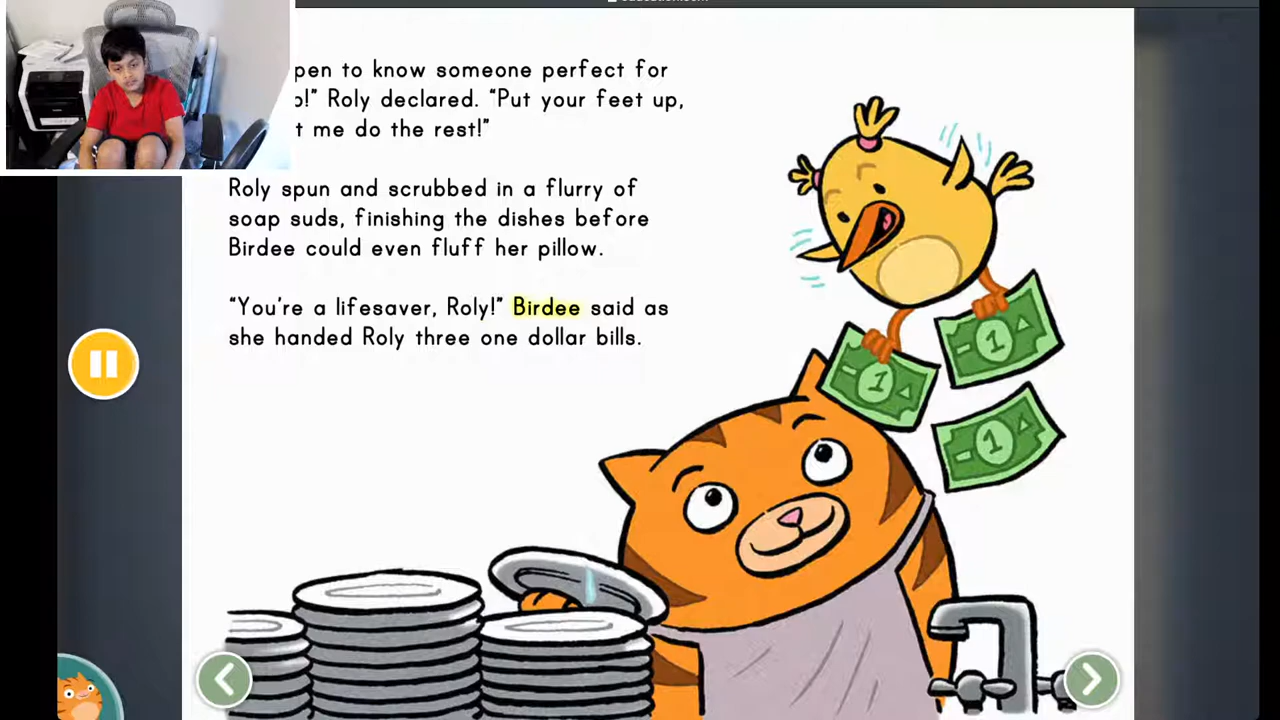 pen to know someone perfect for
o!” Roly declared. “Put your feet up,
t me do the rest!”
Roly spun and scrubbed in a flurry of
soap suds, finishing the dishes before
Birdee could even fluff her pillow.
“You’re a lifesaver, Roly!” Birdee said as
she handed Roly three one dollar bills.
1
1
1